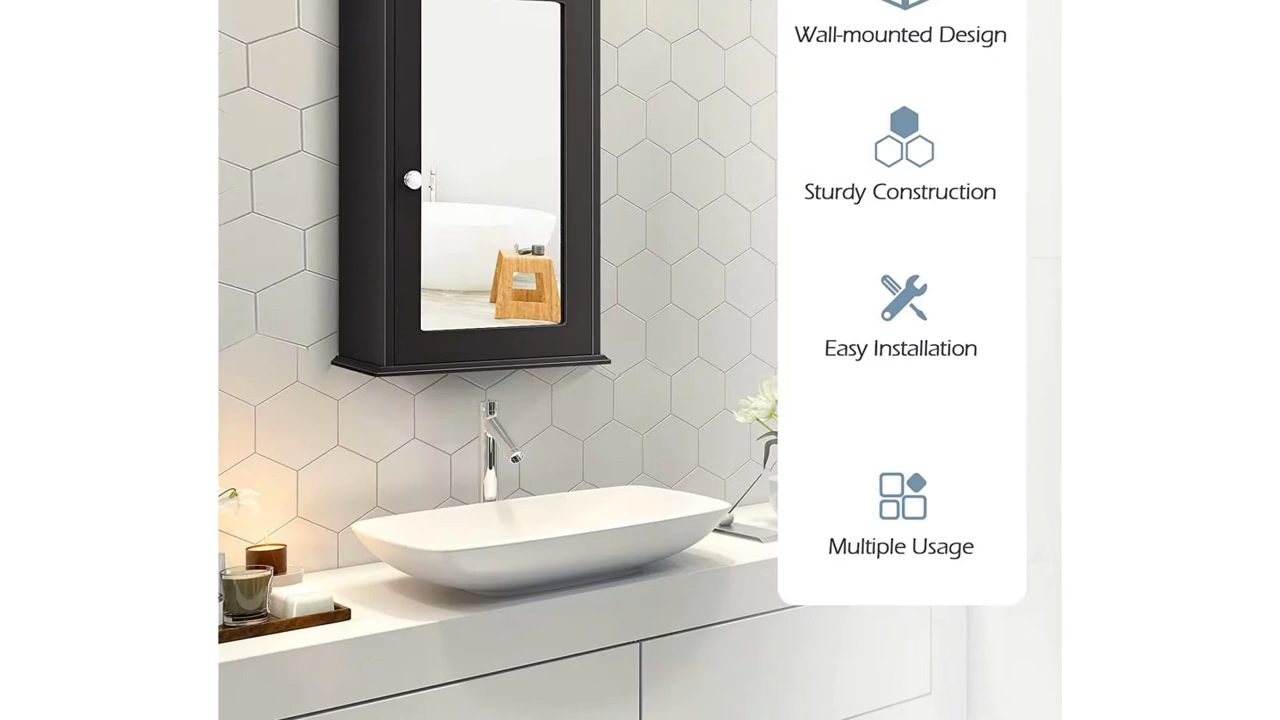 Wall-mounted Design
Sturdy Construction
Easy Installation
Multiple Usage